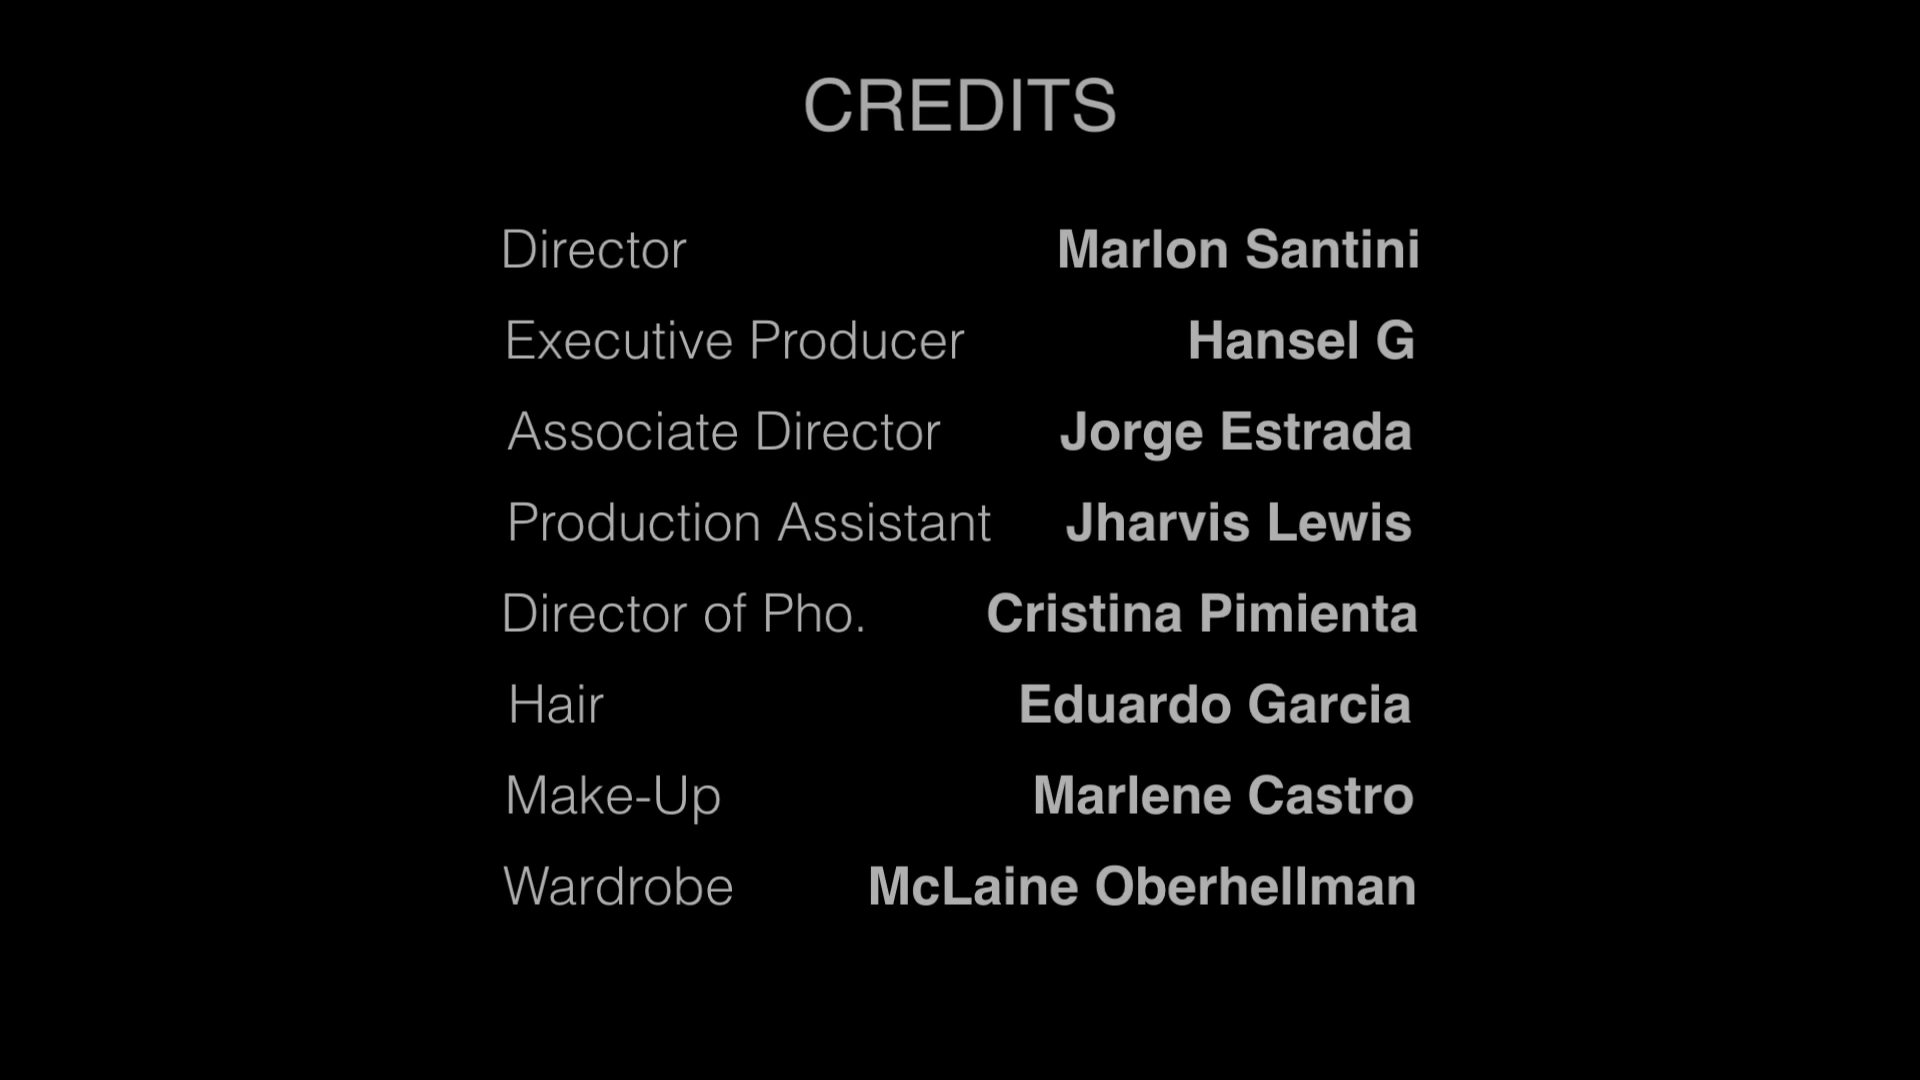 CREDITS
Director Marlon Santini
Executive Producer Hansel G
Associate Director Jorge Estrada
Production Assistant Jharvis Lewis
Director of Pho. Cristina Pimienta
Hair Eduardo Garcia
Make-Up Marlene Castro
Wardrobe McLaine Oberhellman